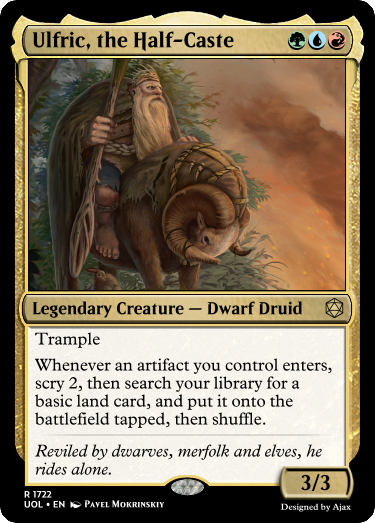 Ulfric, the Half-Caste
Legendary Creature — Dwarf Druid
Trample
Whenever an artifact you control enters,
scry 2, then search your library for a
basic land card, and put it onto the
battlefield tapped, then shuffle.
Reviled by dwarves, merfolk and elves, he
rides alone.
3/3
R 1722
UOL • EN Pavel Mokrinskiy
Designed by Ajax